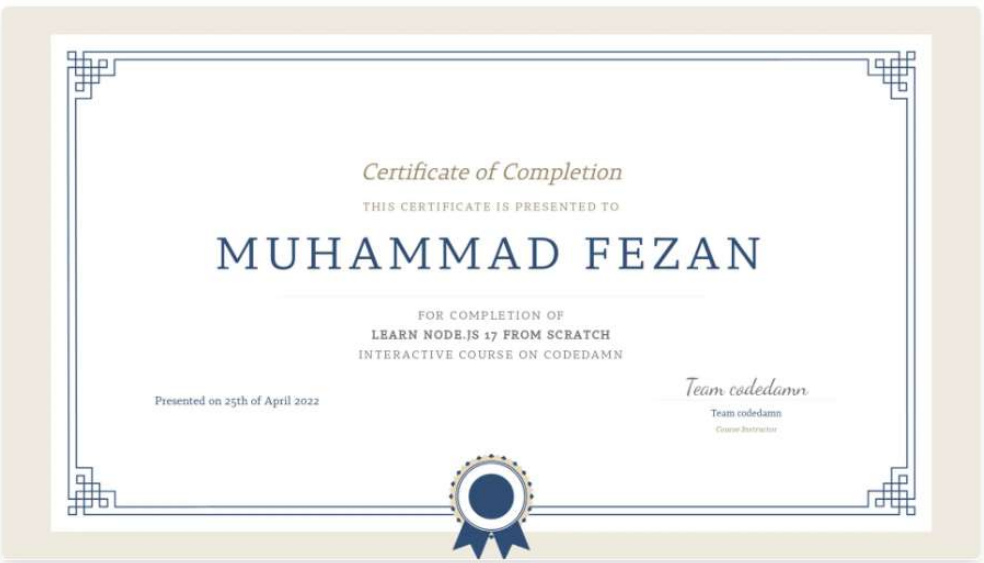 Certificate of Completion
THIS CERTIFICATE IS PRESENTED TO
MUHAMMAD FEZAN
FOR COMPLETION OF
LEARN NODE.JS 17 FROM SCRATCH
INTERACTIVE COURSE ON CODEDAMN
Presented on 25th of April 2022
Team codedamn
Team codedamn
Course Instructor